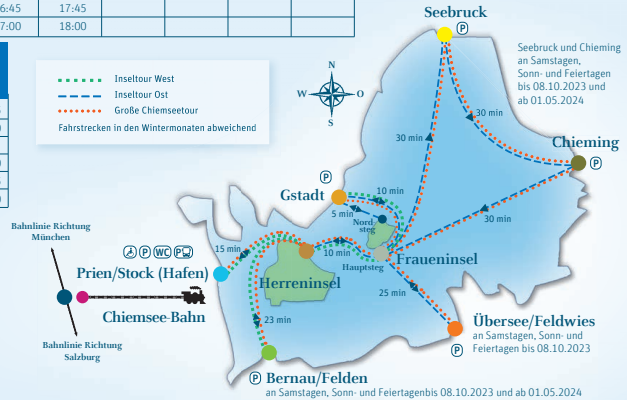 6:45 17:45
7:00 18:00
Seebruck
P
Seebruck und Chieming
an Samstagen,
Sonn- und Feiertagen
bis 08.10.2023 und
ab 01.05.2024
Inseltour West
Inseltour Ost
Große Chiemseetour
Fahrstrecken in den Wintermonaten abweichend
N
W O
S
30 min
30 min
Chieming
P
P
Gstadt
10 min
5 min
Nord-
steg
30 min
Bahnlinie Richtung
München
P WC P
15 min
10 min
Hauptsteg
Fraueninsel
Prien/Stock (Hafen)
Herreninsel
25 min
Chiemsee-Bahn
23 min
Übersee/Feldwies
an Samstagen, Sonn- und
Feiertagen bis 08.10.2023
P
Bahnlinie Richtung
Salzburg
P Bernau/Felden
an Samstagen, Sonn- und Feiertagenbis 08.10.2023 und ab 01.05.2024